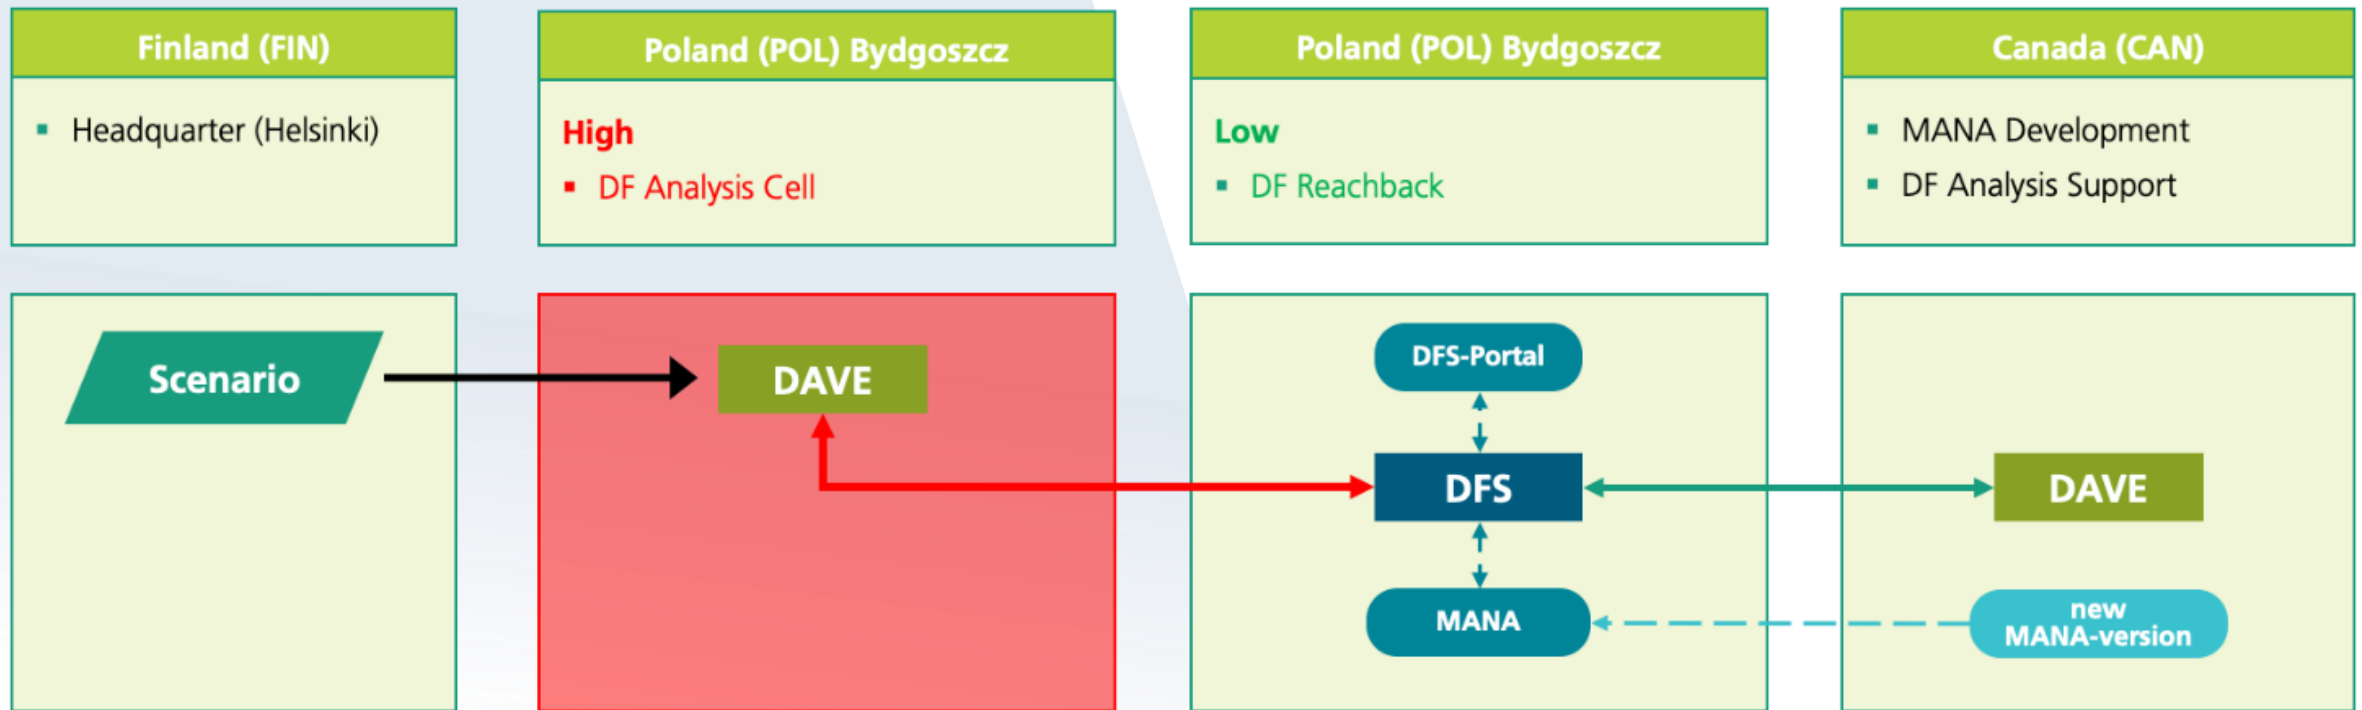 Finland (FIN)
Headquarter (Helsinki)
Poland (POL) Bydgoszcz
High
DF Analysis Cell
Poland (POL) Bydgoszcz
Low
DF Reachback
Canada (CAN)
MANA Development
DF Analysis Support
Scenario
DAVE
DFS-Portal
DFS
MANA
DAVE
new
MANA-version